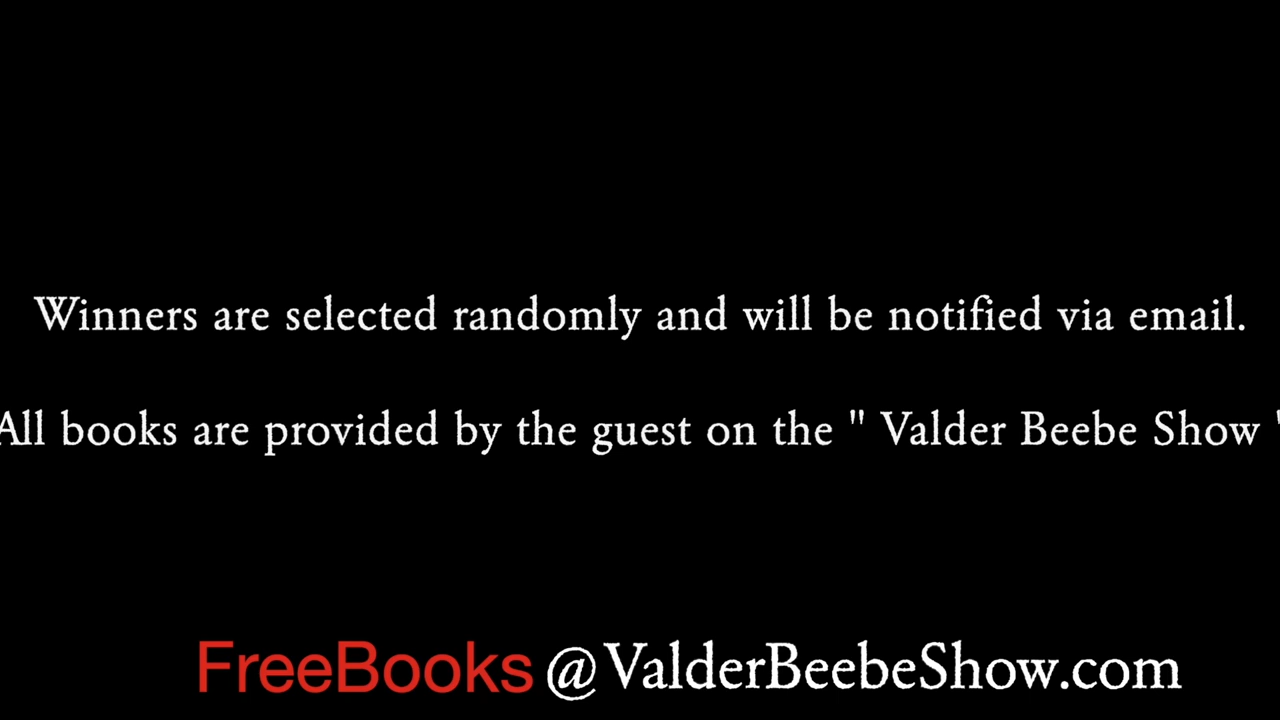 Winners are selected randomly and will be notified via email.
All books are provided by the guest on the " Valder Beebe Show "
FreeBooks@ValderBeebeShow.com